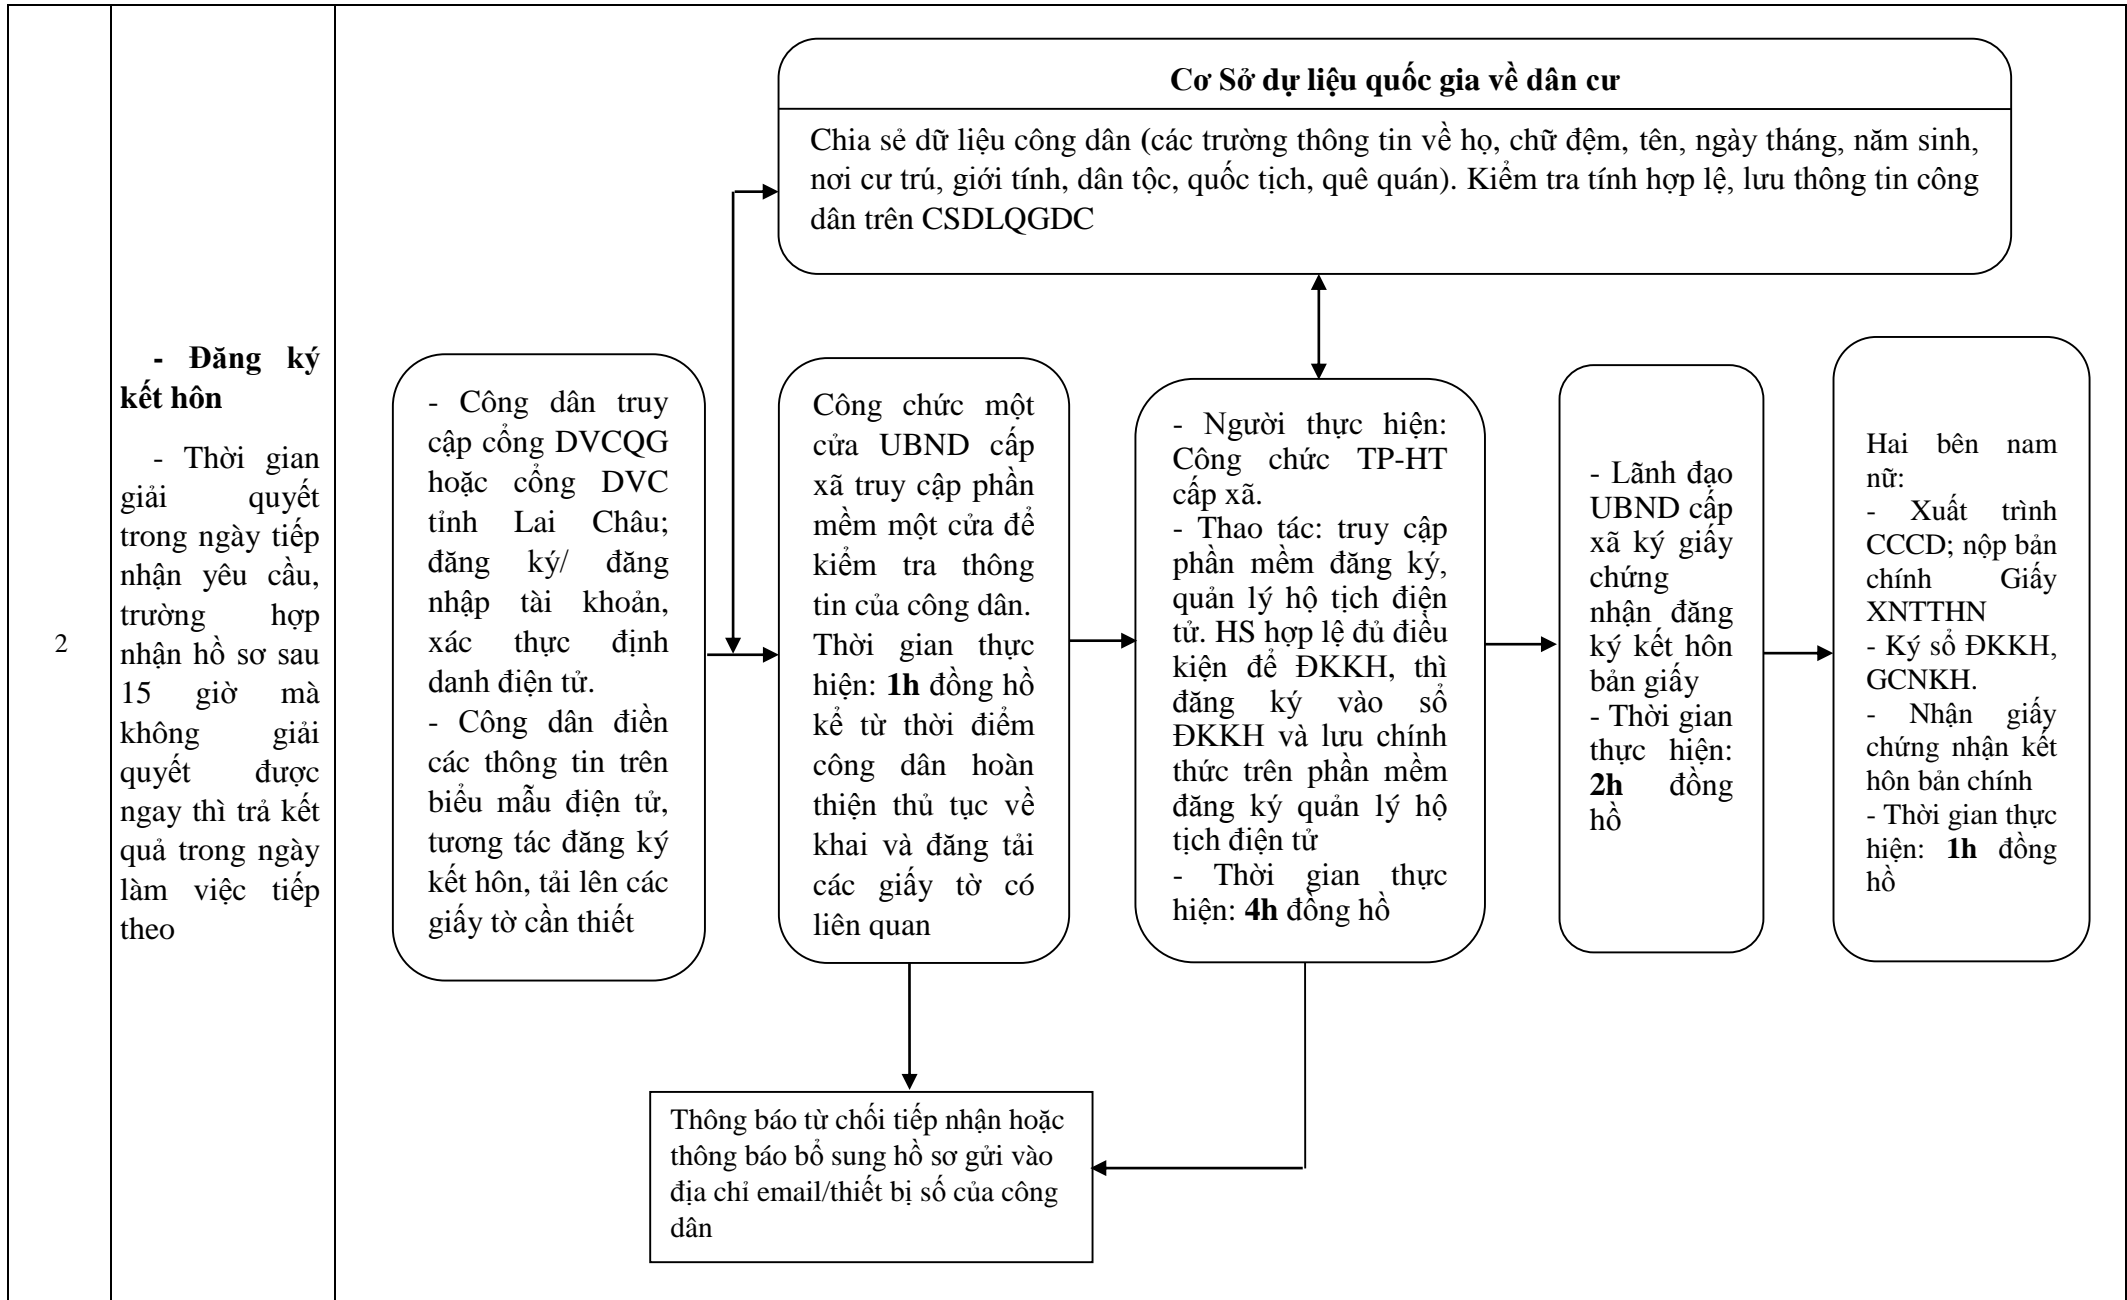 2
- Đăng ký
kết hôn
- Thời gian
giải quyết
trong ngày tiếp
nhận yêu cầu,
trường hợp
nhận hồ sơ sau
15 giờ mà
không giải
quyết được
ngay thì trả kết
quả trong ngày
làm việc tiếp
theo
Cơ Sở dự liệu quốc gia về dân cư
Chia sẻ dữ liệu công dân (các trường thông tin về họ, chữ đệm, tên, ngày tháng, năm sinh,
nơi cư trú, giới tính, dân tộc, quốc tịch, quê quán). Kiểm tra tính hợp lệ, lưu thông tin công
dân trên CSDLQGDC
- Công dân truy
cập cổng DVCQG
hoặc cổng DVC
tỉnh Lai Châu;
đăng ký/ đăng
nhập tài khoản,
xác thực định
danh điện tử.
- Công dân điền
các thông tin trên
biểu mẫu điện tử,
tương tác đăng ký
kết hôn, tải lên các
giấy tờ cần thiết
Công chức một
cửa UBND cấp
xã truy cập phần
mềm một cửa để
kiểm tra thông
tin của công dân.
Thời gian thực
hiện: 1h đồng hồ
kể từ thời điểm
công dân hoàn
thiện thủ tục về
khai và đăng tải
các giấy tờ có
liên quan
- Người thực hiện:
Công chức TP-HT
cấp xã.
- Thao tác: truy cập
phần mềm đăng ký,
quản lý hộ tịch điện
tử. HS hợp lệ đủ điều
kiện để ĐKKH, thì
đăng ký vào sổ
ĐKKH và lưu chính
thức trên phần mềm
đăng ký quản lý hộ
tịch điện tử
- Thời gian thực
hiện: 4h đồng hồ
- Lãnh đạo
UBND cấp
xã ký giấy
chứng
nhận đăng
ký kết hôn
bản giấy
- Thời gian
thực hiện:
2h đồng
hồ
Hai bên nam
nữ:
- Xuất trình
CCCD; nộp bản
chính Giấy
XNTTHN
- Ký sổ ĐKKH,
GCNKH.
- Nhận giấy
chứng nhận kết
hôn bản chính
- Thời gian thực
hiện: 1h đồng
hồ
Thông báo từ chối tiếp nhận hoặc
thông báo bổ sung hồ sơ gửi vào
địa chỉ email/thiết bị số của công
dân